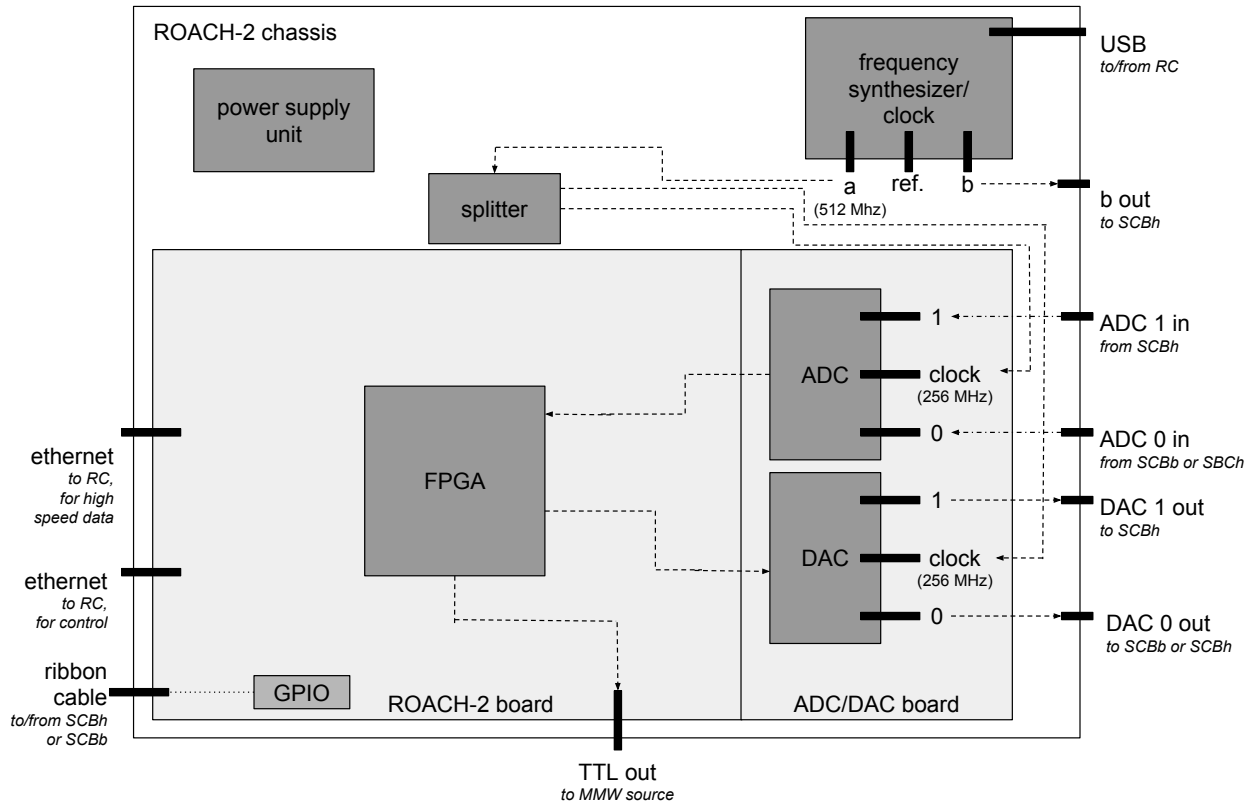 ROACH-2 chassis
power supply
unit
frequency
synthesizer/
clock
a
ref.
b
(512 Mhz)
USB
to/from RC
b out
to SCBh
splitter
ADC
1
clock
(256 MHz)
0
ADC 1 in
from SCBh
ADC 0 in
from SCBb or SBCh
FPGA
DAC
1
clock
(256 MHz)
0
DAC 1 out
to SCBh
DAC 0 out
to SCBb or SCBh
ethernet
to RC,
for high
speed data
ethernet
to RC,
for control
ribbon
cable
to/from SCBh
or SCBb
GPIO
ROACH-2 board
ADC/DAC board
TTL out
to MMW source